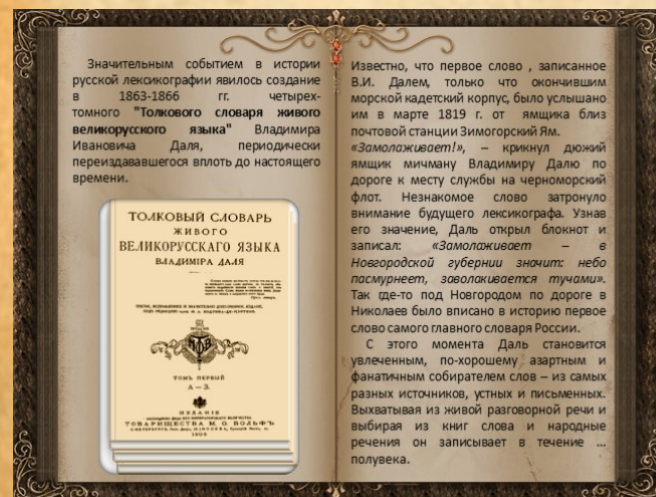 Значительным событием в истории
русской лексикографии явилось создание
в 1863-1866 гг. четырех-
томного "Толкового словаря живого
великорусского языка" Владимира
Ивановича Даля, периодически
переиздававшегося вплоть до настоящего
времени.
ТОЛКОВЫЙ СЛОВАРЬ
ЖИВОГО
ВЕЛИКОРУССКАГО ЯЗЫКА
ВЛАДИМІРА ДАЛЯ
ТОМЪ ПЕРВЫЙ
А — З.
ИЗДАНІЕ
ТОВАРИЩЕСТВА М. О. ВОЛЬФЪ
Известно, что первое слово , записанное
В.И. Далем, только что окончившим
морской кадетский корпус, было услышано
им в марте 1819 г. от ямщика близ
почтовой станции Зимогорский Ям.
«Замолаживает!», – крикнул дюжий
ямщик мичману Владимиру Далю по
дороге к месту службы на черноморский
флот. Незнакомое слово затронуло
внимание будущего лексикографа. Узнав
его значение, Даль открыл блокнот и
записал: «Замолаживает – в
Новгородской губернии значит: небо
пасмурнеет, заволакивается тучами».
Так где-то под Новгородом по дороге в
Николаев было вписано в историю первое
слово самого главного словаря России.
С этого момента Даль становится
увлеченным, по-хорошему азартным и
фанатичным собирателем слов – из самых
разных источников, устных и письменных.
Выхватывая из живой разговорной речи и
выбирая из книг слова и народные
речения он записывает в течение ...
полувека.